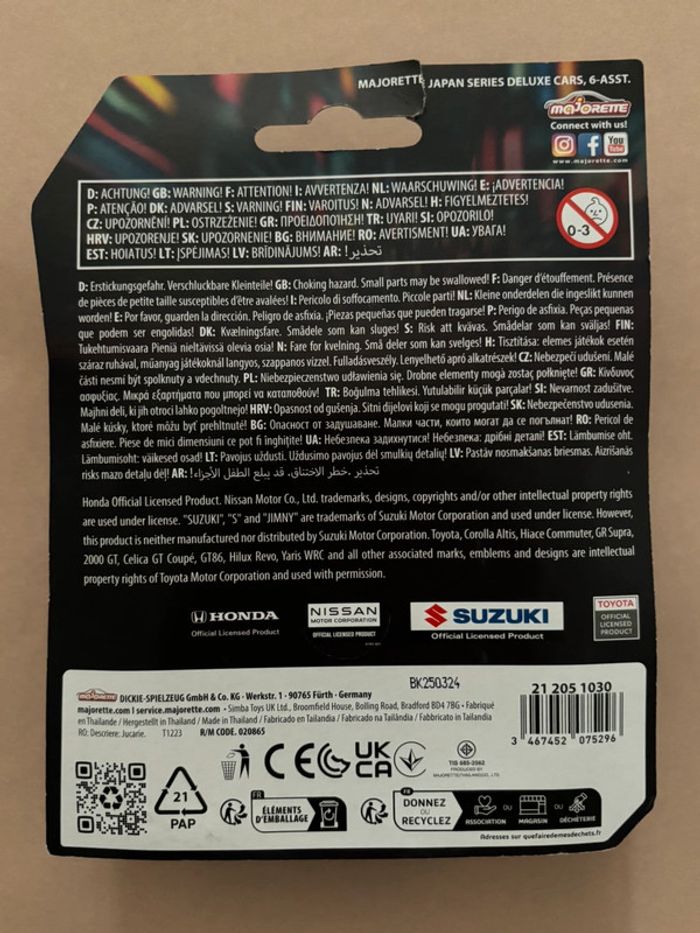 MAJORETTE JAPAN SERIES DELUXE CARS, 6-ASST.
MAJORETTE
Connect with us!
You
Tube
www.majorette.com
D: ACHTUNG! GB: WARNING! F: ATTENTION! I: AVVERTENZA! NL: WAARSCHUWING! E: ¡ADVERTENCIA!
P: ATENÇÃO! DK: ADVARSEL! S: VARNING! FIN: VAROITUS! N: ADVARSEL! H: FIGYELMEZTETES!
CZ: UPOZORNĚNÍ! PL: OSTRZEŻENIE! GR: ΠΡΟΕΙΔΟΠΟΙΗΣΗ! TR: UYARI! SI: OPOZORILO!
HRV: UPOZORENJE! SK: UPOZORNENIE! BG: ВНИМАНИЕ! RO: AVERTISMENT! UA: УВАГА!
EST: HOIATUS! LT: ĮSPĖJIMAS! LV: BRĪDINĀJUMS! AR: تحذير!
0-3
D: Erstickungsgefahr. Verschluckbare Kleinteile! GB: Choking hazard. Small parts may be swallowed! F: Danger d'étouffement. Présence
de pièces de petite taille susceptibles d'être avalées! I: Pericolo di soffocamento. Piccole parti! NL: Kleine onderdelen die ingeslikt kunnen
worden! E: Por favor, guarden la dirección. Peligro de asfixia. ¡Piezas pequeñas que pueden tragarse! P: Perigo de asfixia. Peças pequenas
que podem ser engolidas! DK: Kvælningsfare. Smådele som kan sluges! S: Risk att kvävas. Smådelar som kan sväljas! FIN:
Tukehtumisvaara Pieniä nieltävissä olevia osia! N: Fare for kvelning. Små deler som kan svelges! H: Tisztítása: elemes játékok esetén
száraz ruhával, műanyag játékoknál langyos, szappanos vízzel. Fulladásveszély. Lenyelhető apró alkatrészek! CZ: Nebezpečí udušení. Malé
části nesmí být spolknuty a vdechnuty. PL: Niebezpieczenstwo udławienia się. Drobne elementy mogą zostać połknięte! GR: Κίνδυνος
ασφυξίας. Μικρά εξαρτήματα που μπορεί να καταποθούν! TR: Boğulma tehlikesi. Yutulabilir küçük parçalar! SI: Nevarnost zadušitve.
Majhni deli, ki jih otroci lahko pogoltnejo! HRV: Opasnost od gušenja. Sitni dijelovi koji se mogu progutati! SK: Nebezpečenstvo udusenia.
Malé kúsky, ktoré môžu byť prehltnuté! BG: Опасност от задушаване. Малки части, които могат да се погълнат! RO: Pericol de
asfixiere. Piese de mici dimensiuni ce pot fi înghiţite! UA: Небезпека задихнутися! Небезпека: дрібні деталі! EST: Lämbumise oht.
Lämbumisoht: väikesed osad! LT: Pavojus uždusti. Uždusimo pavojus dėl smulkių detalių! LV: Pastāv nosmakšanas briesmas. Aizrišanās
risks mazo detaļu dēļ! AR: تحذير .خطر الاختناق. قد يبلع الطفل الأجزاء!
Honda Official Licensed Product. Nissan Motor Co., Ltd. trademarks, designs, copyrights and/or other intellectual property rights
are used under license. "SUZUKI", "S" and "JIMNY" are trademarks of Suzuki Motor Corporation and used under license. However,
this product is neither manufactured nor distributed by Suzuki Motor Corporation. Toyota, Corolla Altis, Hiace Commuter, GR Supra,
2000 GT, Celica GT Coupé, GT86, Hilux Revo, Yaris WRC and all other associated marks, emblems and designs are intellectual
property rights of Toyota Motor Corporation and used with permission.
HONDA
Official Licensed Product
NISSAN
MOTOR CORPORATION
OFFICIAL LICENSED PRODUCT
SUZUKI
Official Licensed Product
TOYOTA
OFFICIAL
LICENSED
PRODUCT
BK250324
MAJORETTE DICKIE-SPIELZEUG GmbH & Co. KG · Werkstr. 1 · 90765 Fürth · Germany
majorette.com I service.majorette.com • Simba Toys UK Ltd., Broomfield House, Bolling Road, Bradford BD4 7BG • Fabriqué
en Thaïlande / Hergestellt in Thailand / Made in Thailand / Fabricado en Tailandia / Fabricado na Tailândia / Fabbricato in Tailandia
RO: Descriere: Jucarie. T1223 R/M CODE. 020865
21 205 1030
3 467452 075296
CE
UK
CA
TIS 685-2562
PRODUCED BY
MAJORETTE(THAILAND)CO., LTD.
21
PAP
FR
ÉLÉMENTS
D'EMBALLAGE
FR
DONNEZ
OU
RECYCLEZ
ASSOCIATION
OU
MAGASIN
OU
DÉCHÈTERIE
Adresses sur quefairedemesdechets.fr